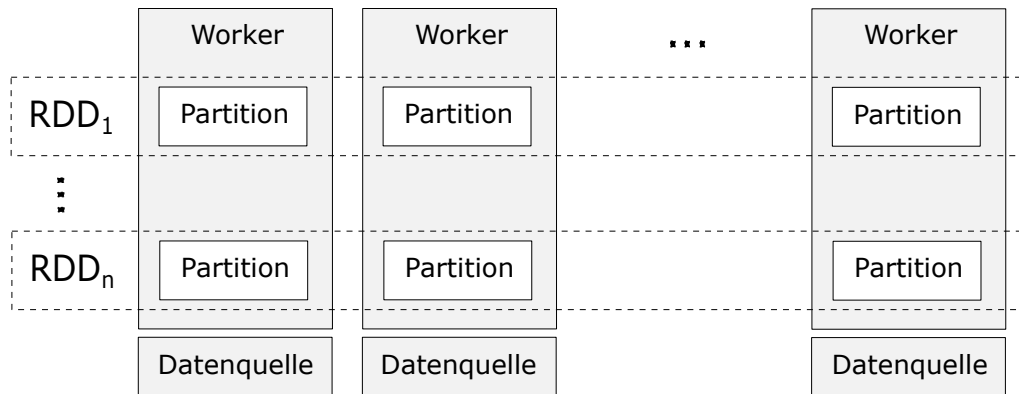 Worker Worker ... Worker
RDD1 Partition Partition Partition
RDDn Partition Partition Partition
Datenquelle Datenquelle Datenquelle